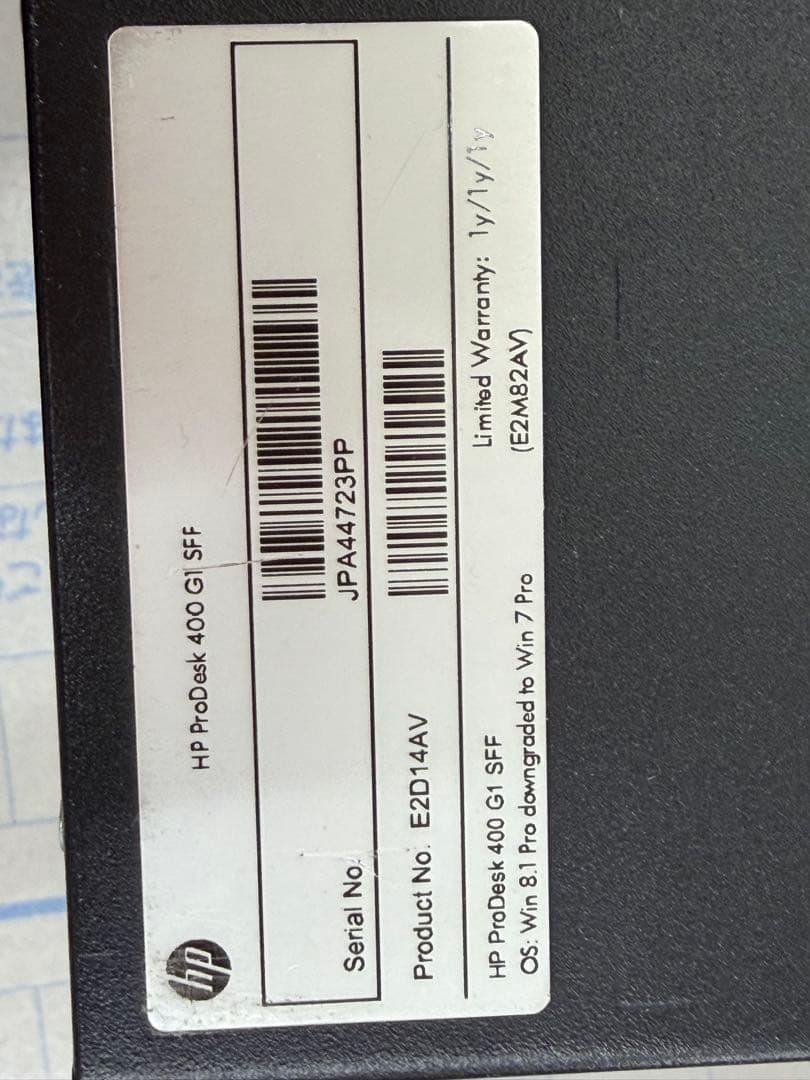 hp
HP ProDesk 400 G1 SFF
Serial No.
JPA44723PP
Product No. E2D14AV
HP ProDesk 400 G1 SFF
Limited Warranty: 1y/1y/1y
OS: Win 8.1 Pro downgraded to Win 7 Pro
(E2M82AV)